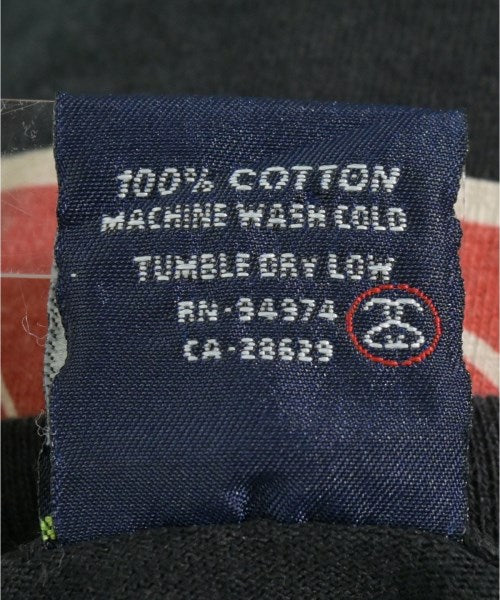 100% COTTON
MACHINE WASH COLD
TUMBLE DRY LOW
RN-94974
CA-28629